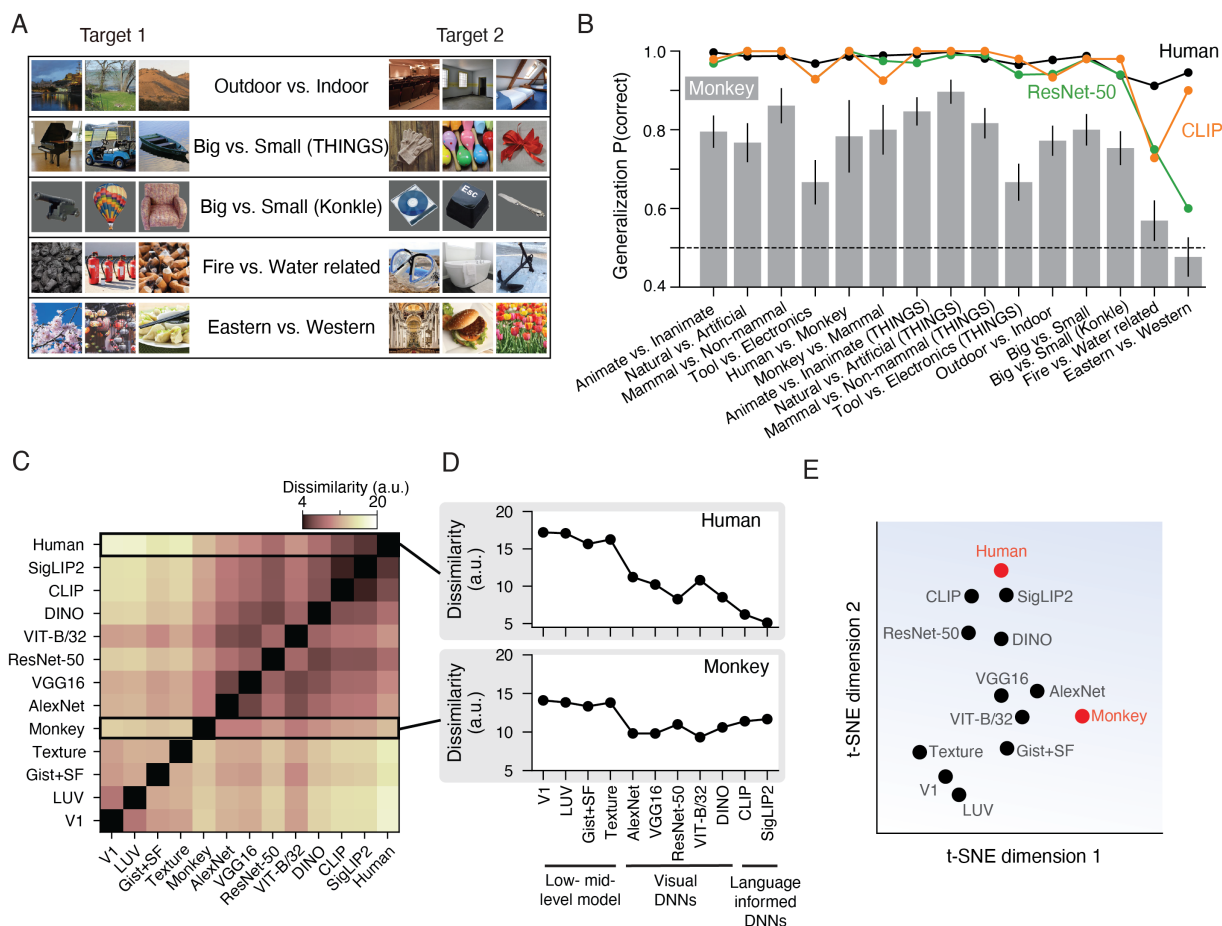 A
Target 1
Target 2
Outdoor vs. Indoor
Big vs. Small (THINGS)
Big vs. Small (Konkle)
Esc
Fire vs. Water related
Eastern vs. Western
B
Generalization P(correct)
1.0
0.8
0.6
0.4
Monkey
Human
ResNet-50
CLIP
Animate vs. Inanimate
Natural vs. Artificial
Mammal vs. Non-mammal
Tool vs. Electronics
Human vs. Monkey
Monkey vs. Mammal
Animate vs. Inanimate (THINGS)
Natural vs. Artificial (THINGS)
Mammal vs. Non-mammal (THINGS)
Tool vs. Electronics (THINGS)
Outdoor vs. Indoor
Big vs. Small
Big vs. Small (Konkle)
Fire vs. Water related
Eastern vs. Western
C
Dissimilarity (a.u.)
4 20
Human
SigLIP2
CLIP
DINO
VIT-B/32
ResNet-50
VGG16
AlexNet
Monkey
Texture
Gist+SF
LUV
V1
V1
LUV
Gist+SF
Texture
Monkey
AlexNet
VGG16
ResNet-50
VIT-B/32
DINO
CLIP
SigLIP2
Human
D
Dissimilarity
(a.u.)
20
15
10
5
Human
Dissimilarity
(a.u.)
20
15
10
5
Monkey
V1
LUV
Gist+SF
Texture
AlexNet
VGG16
ResNet-50
VIT-B/32
DINO
CLIP
SigLIP2
Low- mid-
level model
Visual
DNNs
Language
informed
DNNs
E
t-SNE dimension 2
Human
CLIP
SigLIP2
ResNet-50
DINO
VGG16
AlexNet
VIT-B/32
Monkey
Texture
Gist+SF
V1
LUV
t-SNE dimension 1